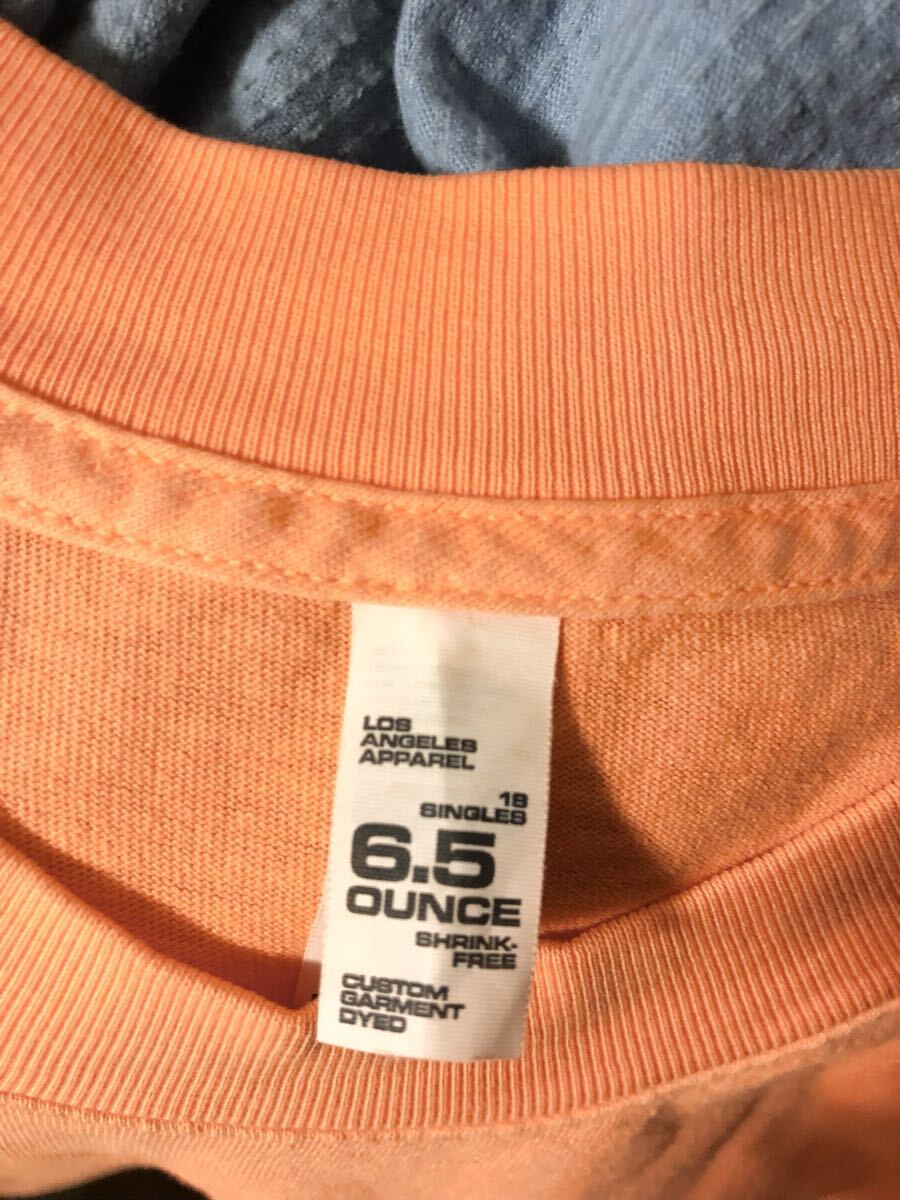 LOS
ANGELES
APPAREL
18
SINGLES
6.5
OUNCE
SHRINK-
FREE
CUSTOM
GARMENT
DYED